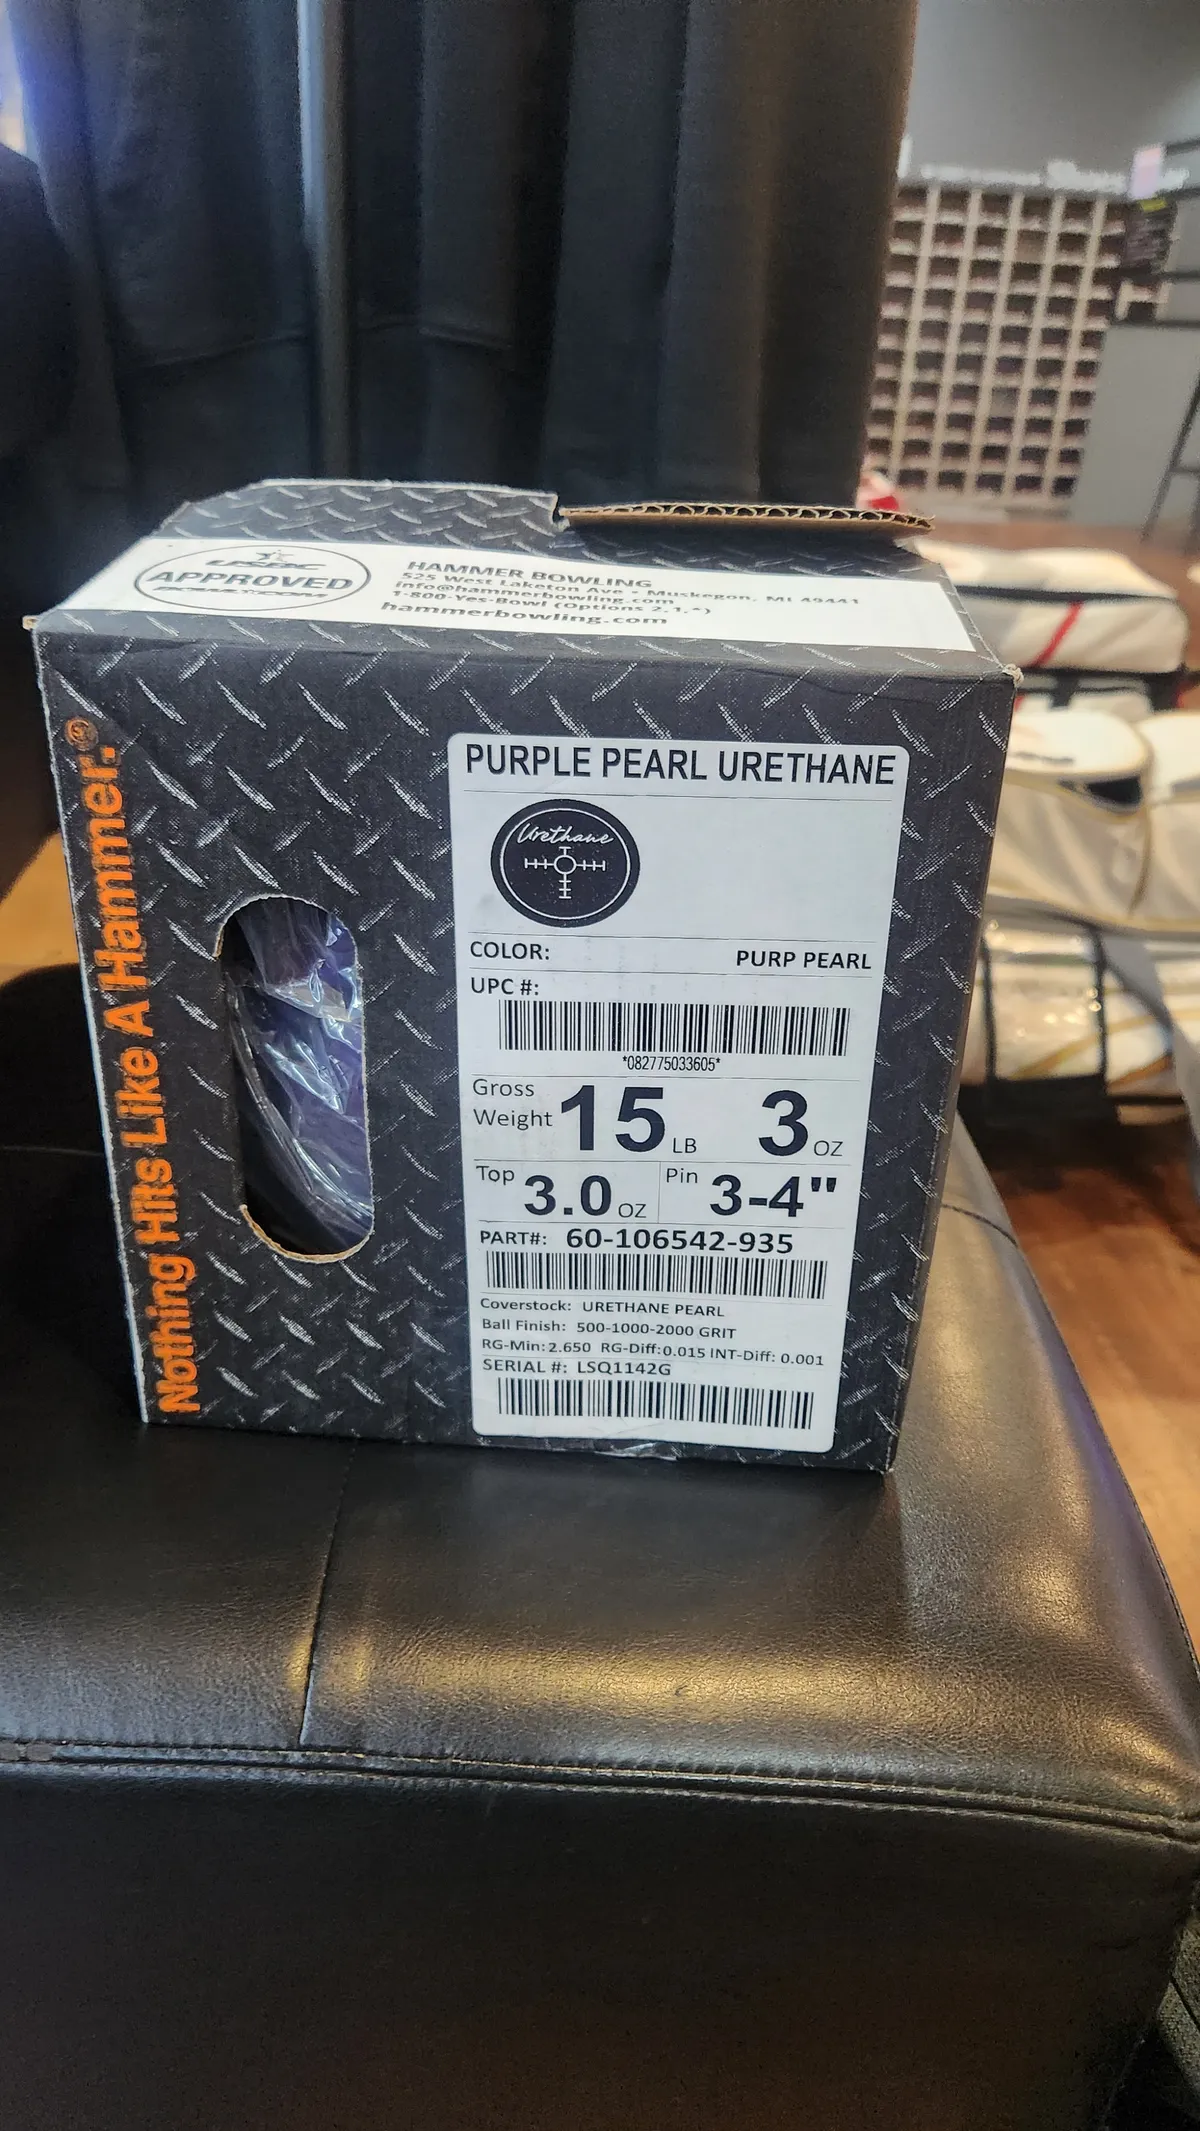 USBC
APPROVED
BOWL.COM
HAMMER BOWLING
525 West Laketon Ave • Muskegon, MI 49441
info@hammerbowling.com
1-800-Yes-Bowl (Options 2,1,*)
hammerbowling.com
Nothing Hits Like A Hammer.®
PURPLE PEARL URETHANE
Urethane
COLOR: PURP PEARL
UPC #:
*082775033605*
Gross Weight 15 LB 3 OZ
Top 3.0 OZ Pin 3-4"
PART#: 60-106542-935
Coverstock: URETHANE PEARL
Ball Finish: 500-1000-2000 GRIT
RG-Min:2.650 RG-Diff:0.015 INT-Diff: 0.001
SERIAL #: LSQ1142G